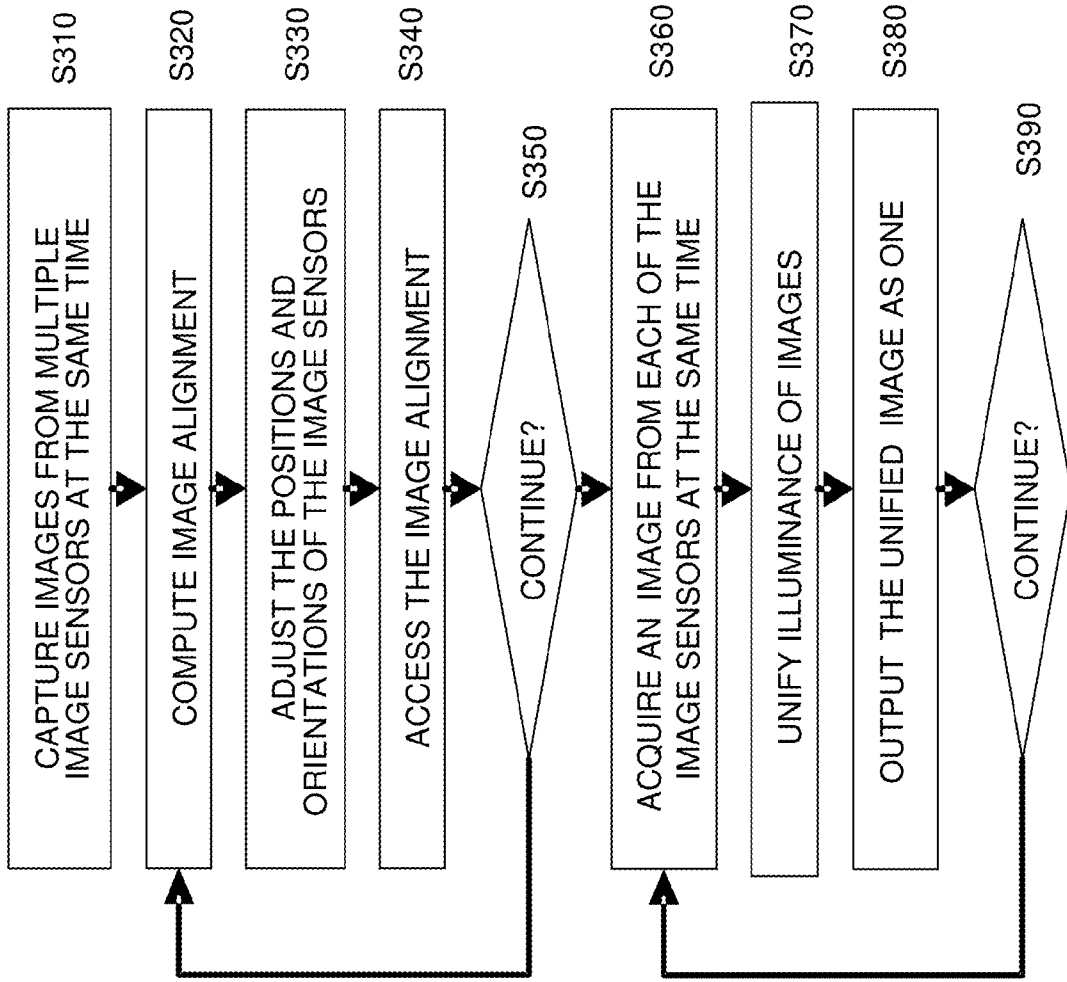 CAPTURE IMAGES FROM MULTIPLE
IMAGE SENSORS AT THE SAME TIME
S310
COMPUTE IMAGE ALIGNMENT
S320
ADJUST THE POSITIONS AND
ORIENTATIONS OF THE IMAGE SENSORS
S330
ACCESS THE IMAGE ALIGNMENT
S340
CONTINUE?
S350
ACQUIRE AN IMAGE FROM EACH OF THE
IMAGE SENSORS AT THE SAME TIME
S360
UNIFY ILLUMINANCE OF IMAGES
S370
OUTPUT THE UNIFIED IMAGE AS ONE
S380
CONTINUE?
S390